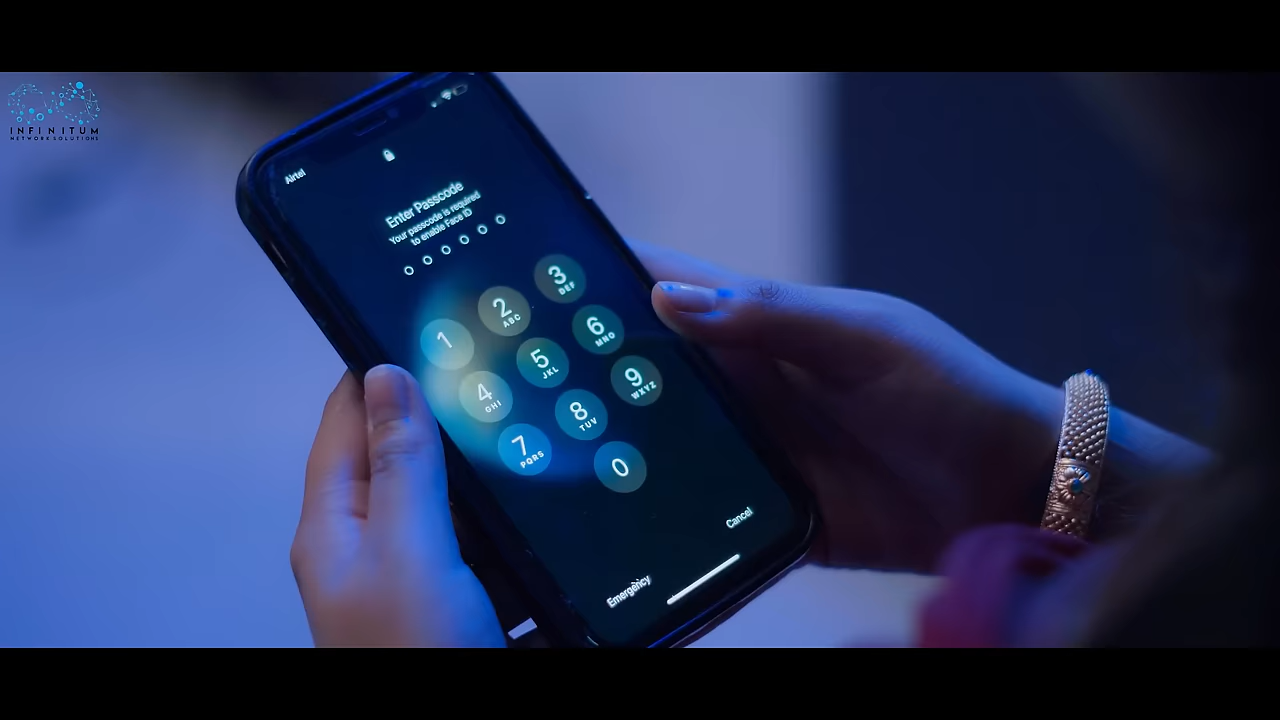 INFINITUM
NETWORK SOLUTIONS
Airtel
Enter Passcode
Your passcode is required
to enable Face ID
1
2
ABC
3
DEF
4
GHI
5
JKL
6
MNO
7
PQRS
8
TUV
9
WXYZ
0
Cancel
Emergency